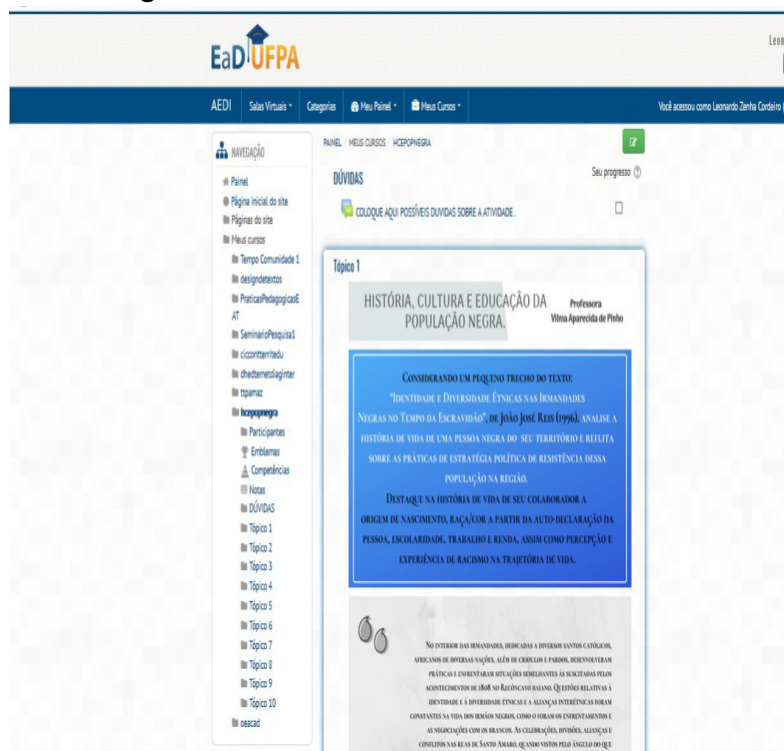 EaD UFPA
Leon
AEDI Salas Virtuais Categorias Meu Painel Meus Cursos Você acessou como Leonardo Zenha Cordeiro (
NAVEGAÇÃO
Painel
Página inicial do site
Páginas do site
Meus cursos
Tempo Comunidade 1
designdetextos
PraticasPedagogicasE
AT
SeminarioPesquisa1
ciccontterritedu
dhedtemetdiaginter
ttpamaz
hcepopnegra
Participantes
Emblemas
Competências
Notas
DÚVIDAS
Tópico 1
Tópico 2
Tópico 3
Tópico 4
Tópico 5
Tópico 6
Tópico 7
Tópico 8
Tópico 9
Tópico 10
oeacad
PAINEL / MEUS CURSOS / HCEPOPNEGRA
DÚVIDAS
Seu progresso
COLOQUE AQUI POSSÍVEIS DUVIDAS SOBRE A ATIVIDADE .
Tópico 1
HISTÓRIA, CULTURA E EDUCAÇÃO DA
POPULAÇÃO NEGRA.
Professora
Vilma Aparecida de Pinho
CONSIDERANDO UM PEQUENO TRECHO DO TEXTO:
"IDENTIDADE E DIVERSIDADE ÉTNICAS NAS IRMANDADES
NEGRAS NO TEMPO DA ESCRAVIDÃO", DE JOÃO JOSÉ REIS (1996), ANALISE A
HISTÓRIA DE VIDA DE UMA PESSOA NEGRA DO SEU TERRITÓRIO E REFLITA
SOBRE AS PRÁTICAS DE ESTRATÉGIA POLÍTICA DE RESISTÊNCIA DESSA
POPULAÇÃO NA REGIÃO.
DESTAQUE NA HISTÓRIA DE VIDA DE SEU COLABORADOR A
ORIGEM DE NASCIMENTO, RAÇA/COR A PARTIR DA AUTO-DECLARAÇÃO DA
PESSOA, ESCOLARIDADE, TRABALHO E RENDA, ASSIM COMO PERCEPÇÃO E
EXPERIÊNCIA DE RACISMO NA TRAJETÓRIA DE VIDA.
NO INTERIOR DAS IRMANDADES, DEDICADAS A DIVERSOS SANTOS CATÓLICOS,
AFRICANOS DE DIVERSAS NAÇÕES, ALÉM DE CRIOULOS E PARDOS, DESENVOLVERAM
PRÁTICAS E ENFRENTARAM SITUAÇÕES SEMELHANTES ÀS SUSCITADAS PELOS
ACONTECIMENTOS DE 1808 NO RECÔNCAVO BAIANO. QUESTÕES RELATIVAS À
IDENTIDADE E À DIVERSIDADE ÉTNICAS E A ALIANÇAS INTERÉTNICAS FORAM
CONSTANTES NA VIDA DOS IRMÃOS NEGROS, COMO O FORAM OS ENFRENTAMENTOS E
AS NEGOCIAÇÕES COM OS BRANCOS. AS CELEBRAÇÕES, DIVISÕES, ALIANÇAS E
CONFLITOS NAS RUAS DE SANTO AMARO, QUANDO VISTOS PELO ÂNGULO DO QUE